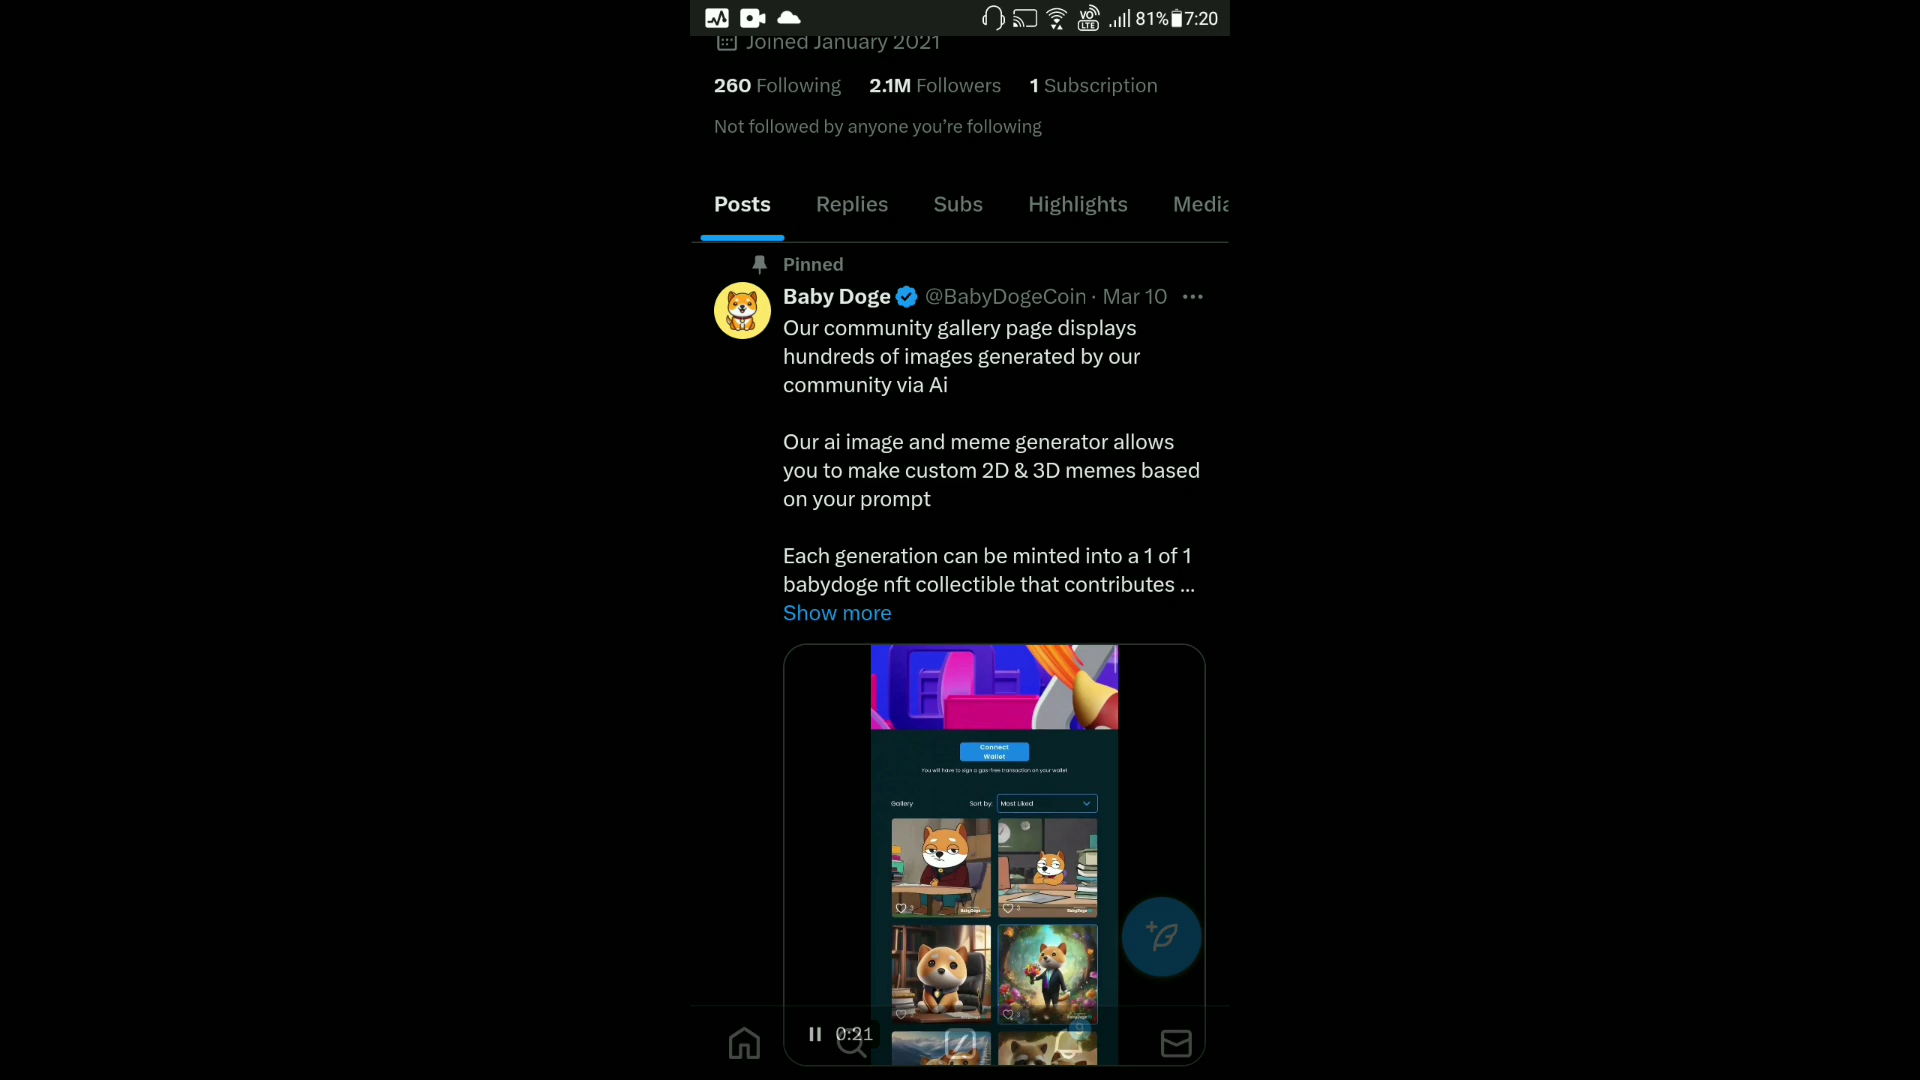 81% 7:20
Joined January 2021
260 Following 2.1M Followers 1 Subscription
Not followed by anyone you're following
Posts Replies Subs Highlights Media
Pinned
Baby Doge @BabyDogeCoin · Mar 10 ···
Our community gallery page displays
hundreds of images generated by our
community via Ai
Our ai image and meme generator allows
you to make custom 2D & 3D memes based
on your prompt
Each generation can be minted into a 1 of 1
babydoge nft collectible that contributes ...
Show more
Connect
Wallet
You will have to sign a gas-free transaction on your wallet
Gallery Sort by: Most Liked
3 BabyDoge 3 BabyDoge
3
0:21